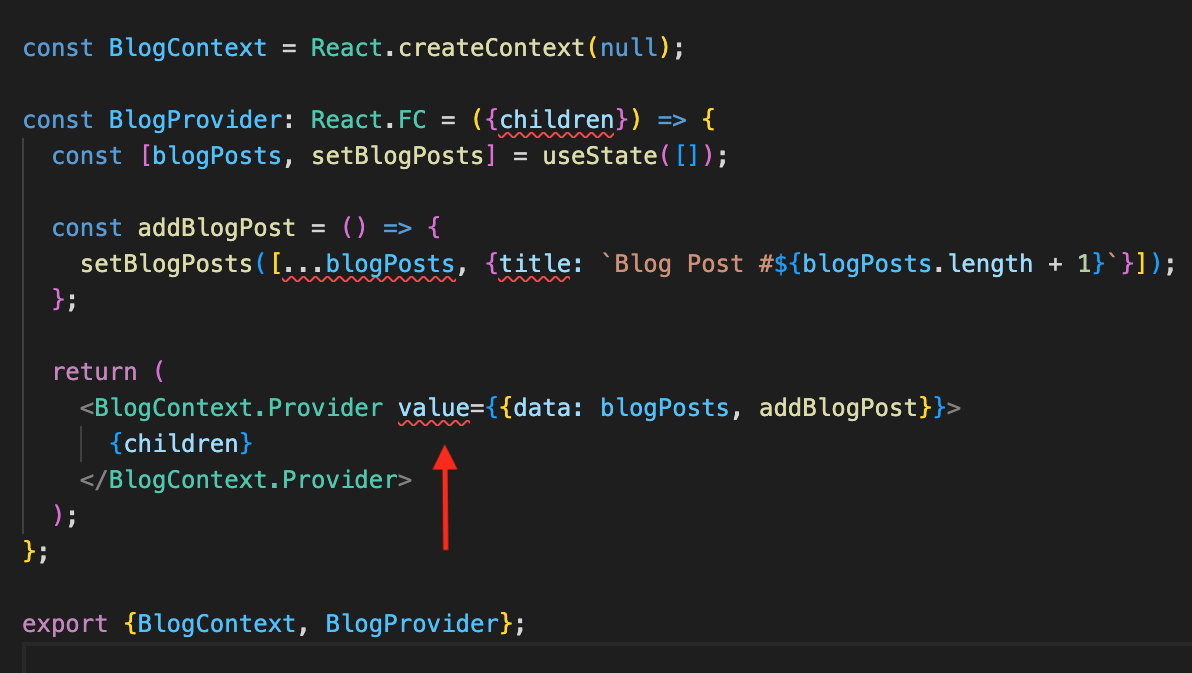 const BlogContext = React.createContext(null);
const BlogProvider: React.FC = ({children}) => {
const [blogPosts, setBlogPosts] = useState([]);
const addBlogPost = () => {
setBlogPosts([...blogPosts, {title: `Blog Post #${blogPosts.length + 1}`}]);
};
return (
<BlogContext.Provider value={{data: blogPosts, addBlogPost}}>
{children}
</BlogContext.Provider>
);
};
export {BlogContext, BlogProvider};